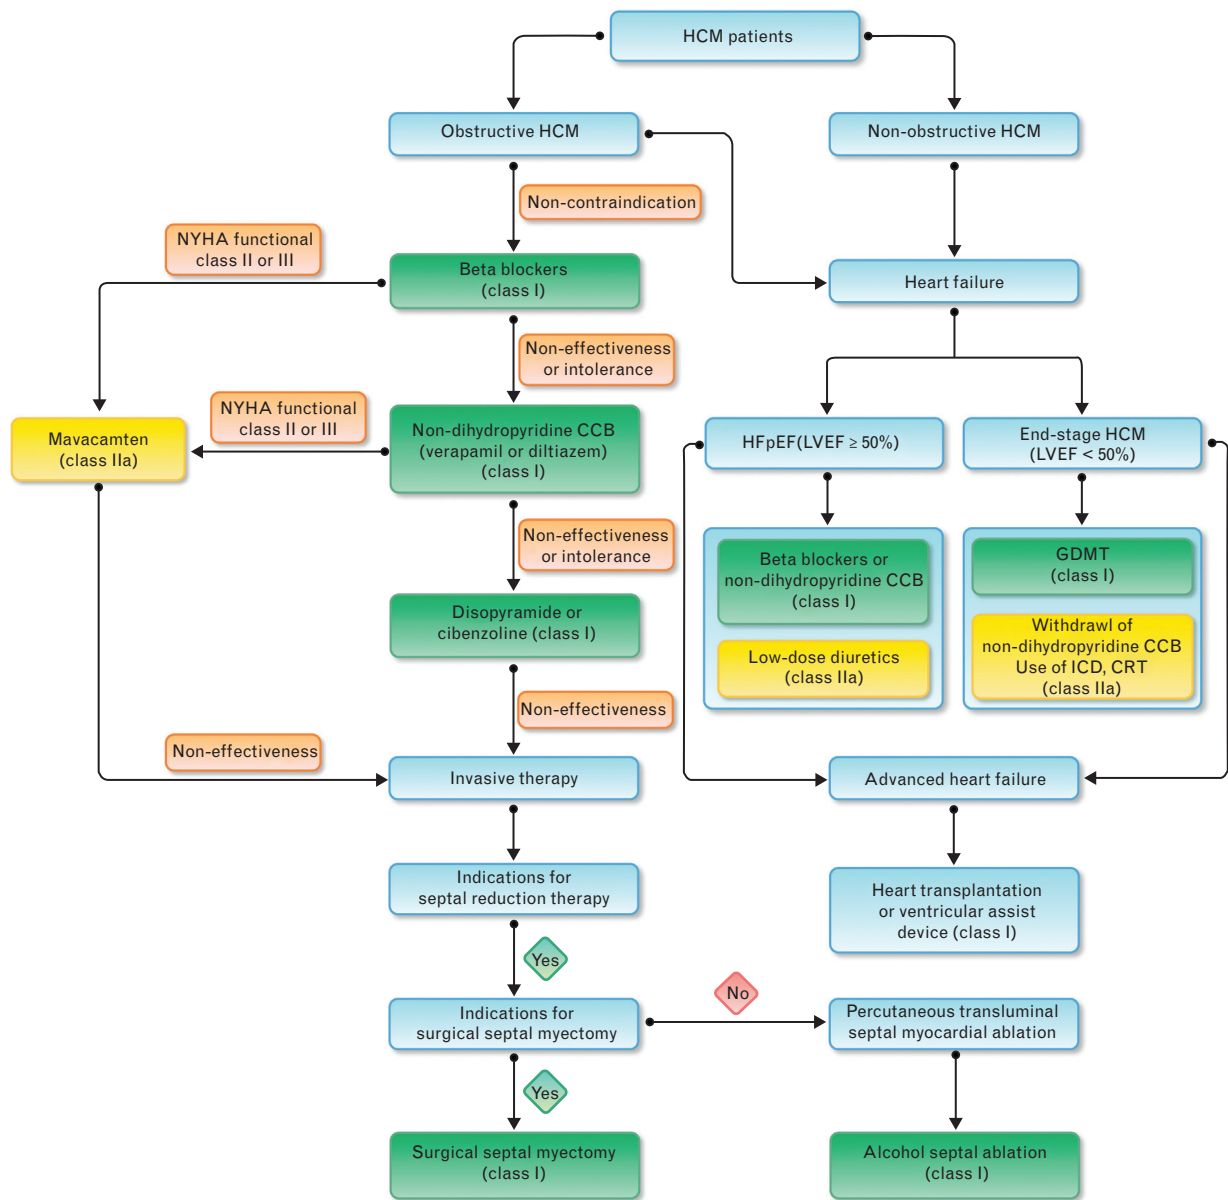 HCM patients
Obstructive HCM
Non-obstructive HCM
Non-contraindication
NYHA functional
class II or III
Beta blockers
(class I)
Heart failure
Non-effectiveness
or intolerance
NYHA functional
class II or III
Mavacamten
(class IIa)
Non-dihydropyridine CCB
(verapamil or diltiazem)
(class I)
HFpEF(LVEF ≥ 50%)
End-stage HCM
(LVEF < 50%)
Non-effectiveness
or intolerance
Beta blockers or
non-dihydropyridine CCB
(class I)
GDMT
(class I)
Disopyramide or
cibenzoline (class I)
Low-dose diuretics
(class IIa)
Withdrawl of
non-dihydropyridine CCB
Use of ICD, CRT
(class IIa)
Non-effectiveness
Non-effectiveness
Invasive therapy
Advanced heart failure
Indications for
septal reduction therapy
Heart transplantation
or ventricular assist
device (class I)
Yes
No
Indications for
surgical septal myectomy
Percutaneous transluminal
septal myocardial ablation
Yes
Surgical septal myectomy
(class I)
Alcohol septal ablation
(class I)